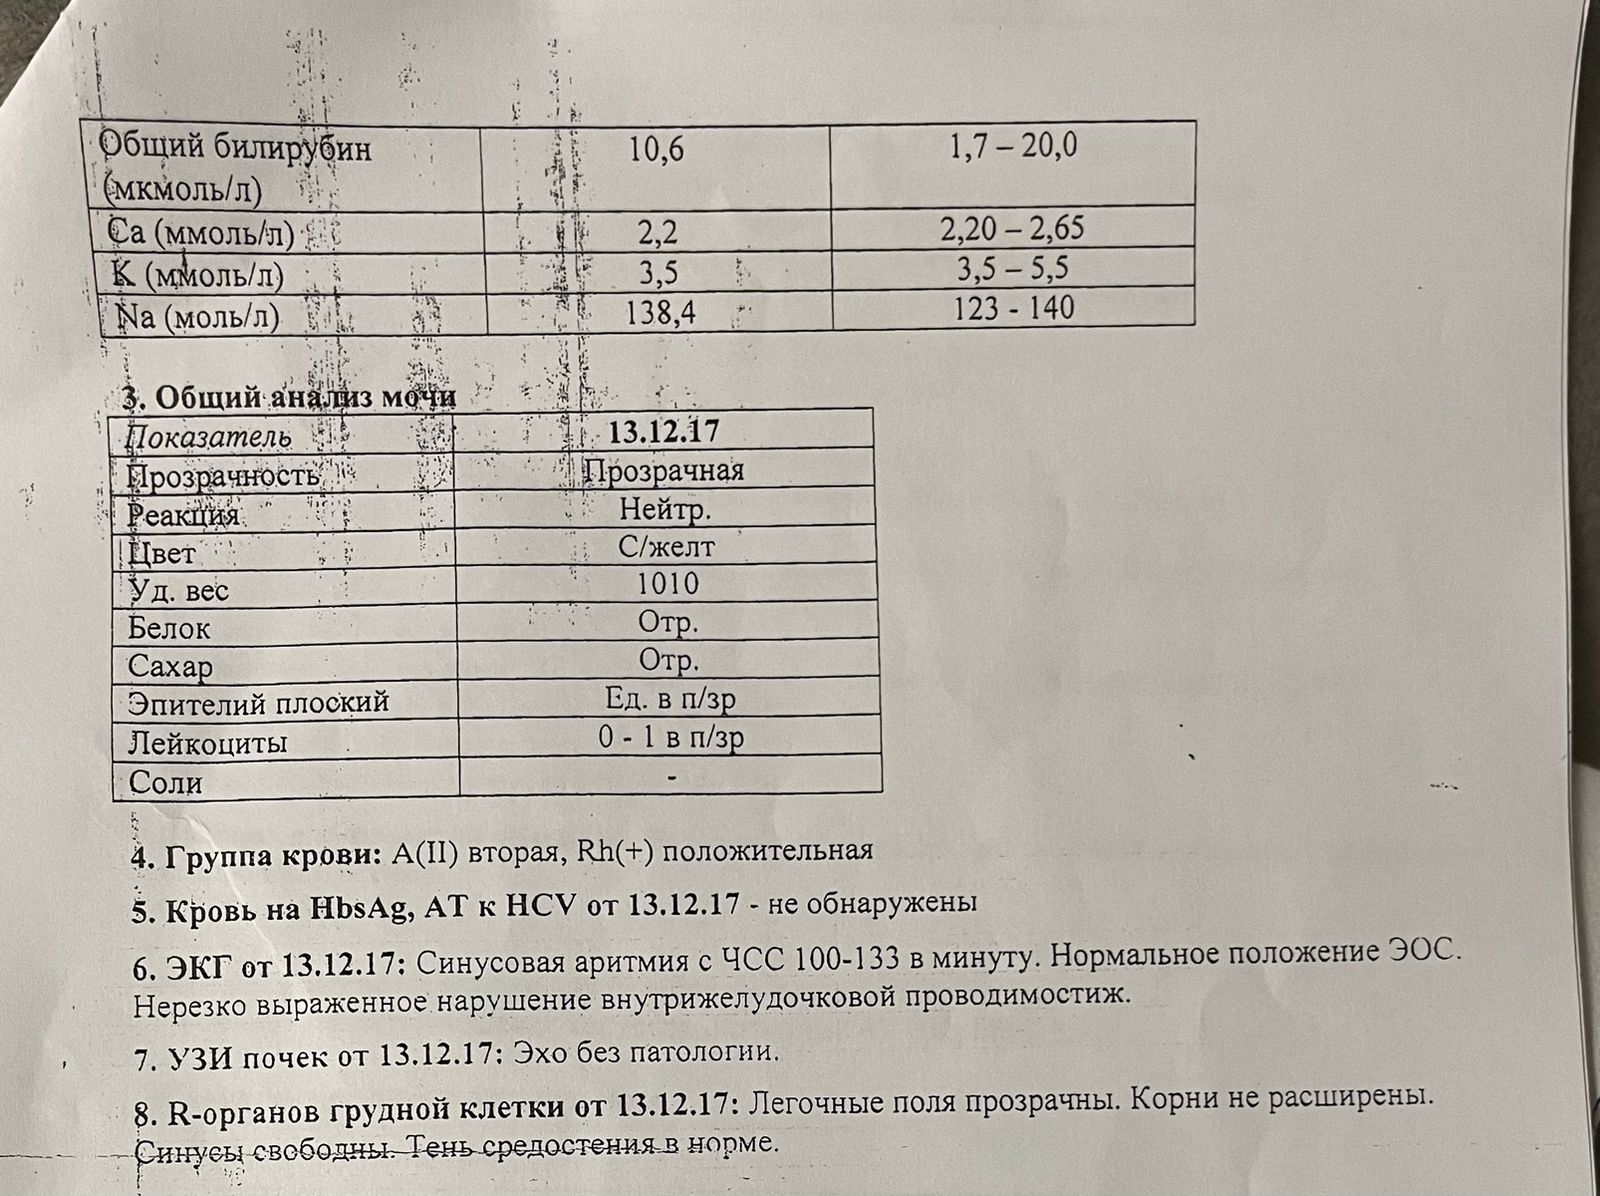 Общий билирубин 10,6 1,7 – 20,0
(мкмоль/л)
Ca (ммоль/л) 2,2 2,20 – 2,65
К (ммоль/л) 3,5 3,5 – 5,5
Na (моль/л) 138,4 123 - 140
3. Общий анализ мочи
Показатель 13.12.17
Прозрачность Прозрачная
Реакция Нейтр.
Цвет С/желт
Уд. вес 1010
Белок Отр.
Сахар Отр.
Эпителий плоский Ед. в п/зр
Лейкоциты 0 - 1 в п/зр
Соли -
4. Группа крови: A(II) вторая, Rh(+) положительная
5. Кровь на HbsAg, АТ к HCV от 13.12.17 - не обнаружены
6. ЭКГ от 13.12.17: Синусовая аритмия с ЧСС 100-133 в минуту. Нормальное положение ЭОС.
Нерезко выраженное нарушение внутрижелудочковой проводимостиж.
7. УЗИ почек от 13.12.17: Эхо без патологии.
8. R-органов грудной клетки от 13.12.17: Легочные поля прозрачны. Корни не расширены.
Синусы свободны. Тень средостения в норме.